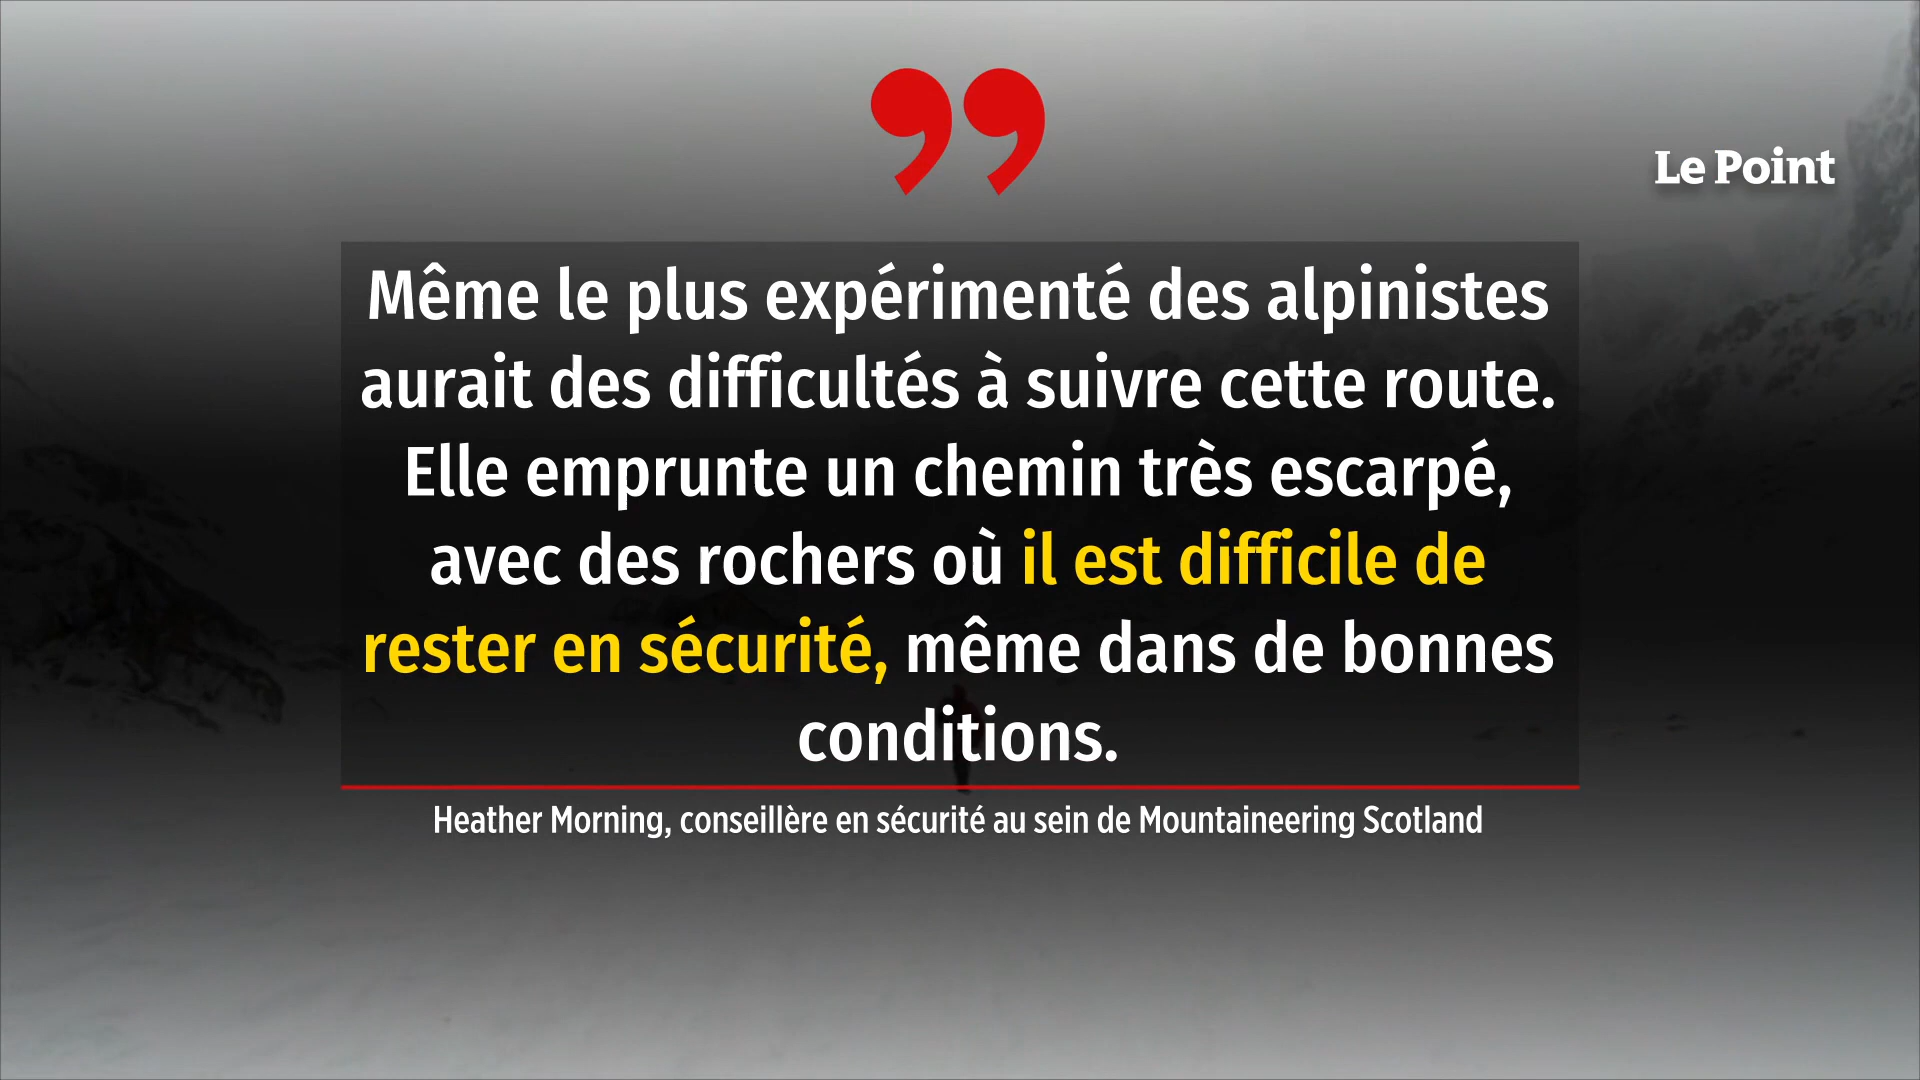 Le Point
Même le plus expérimenté des alpinistes
aurait des difficultés à suivre cette route.
Elle emprunte un chemin très escarpé,
avec des rochers où il est difficile de
rester en sécurité, même dans de bonnes
conditions.
Heather Morning, conseillère en sécurité au sein de Mountaineering Scotland